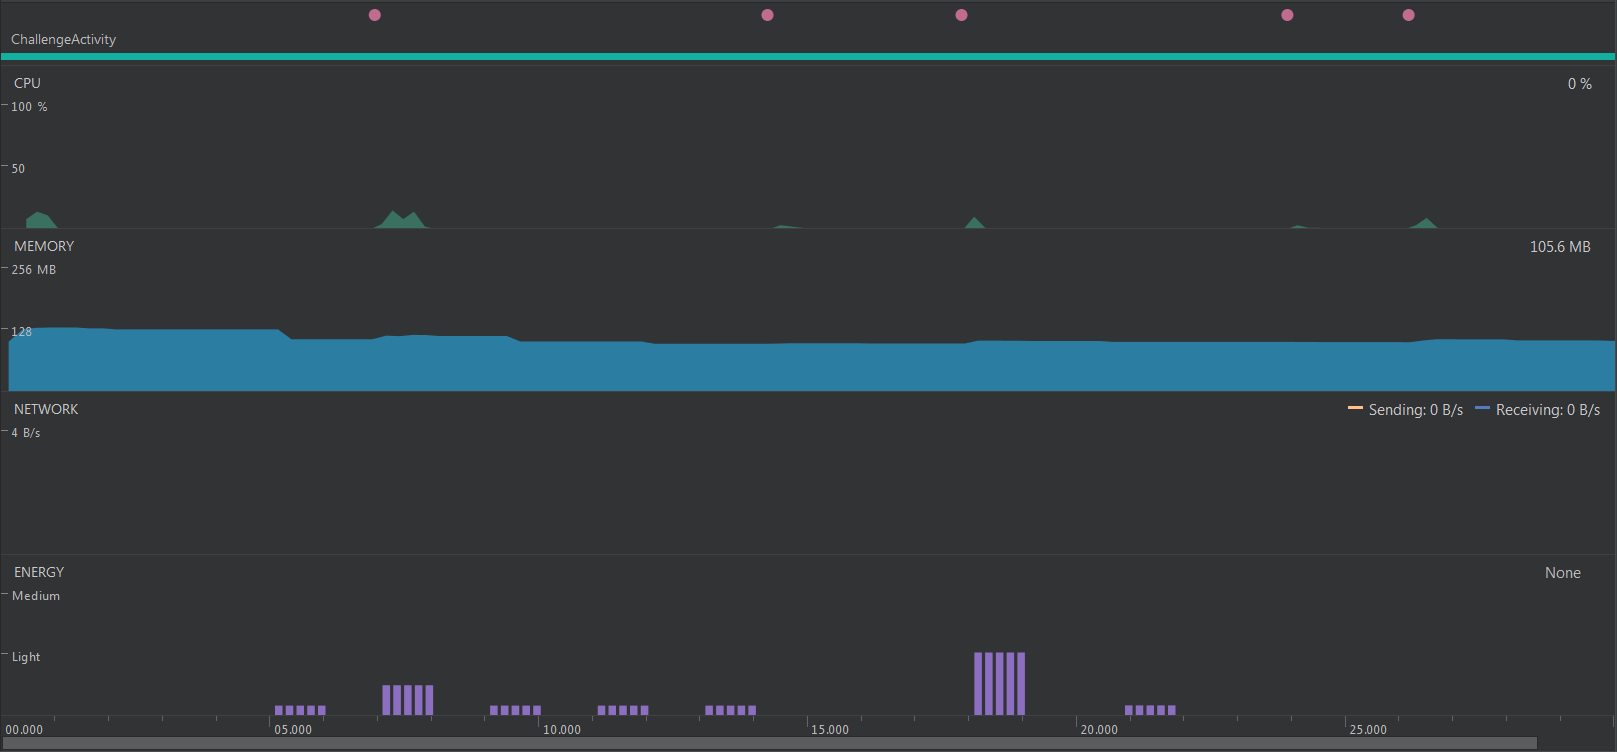 ChallengeActivity
CPU 0 %
100 %
50
MEMORY 105.6 MB
256 MB
128
NETWORK Sending: 0 B/s Receiving: 0 B/s
4 B/s
ENERGY None
Medium
Light
00.000 05.000 10.000 15.000 20.000 25.000